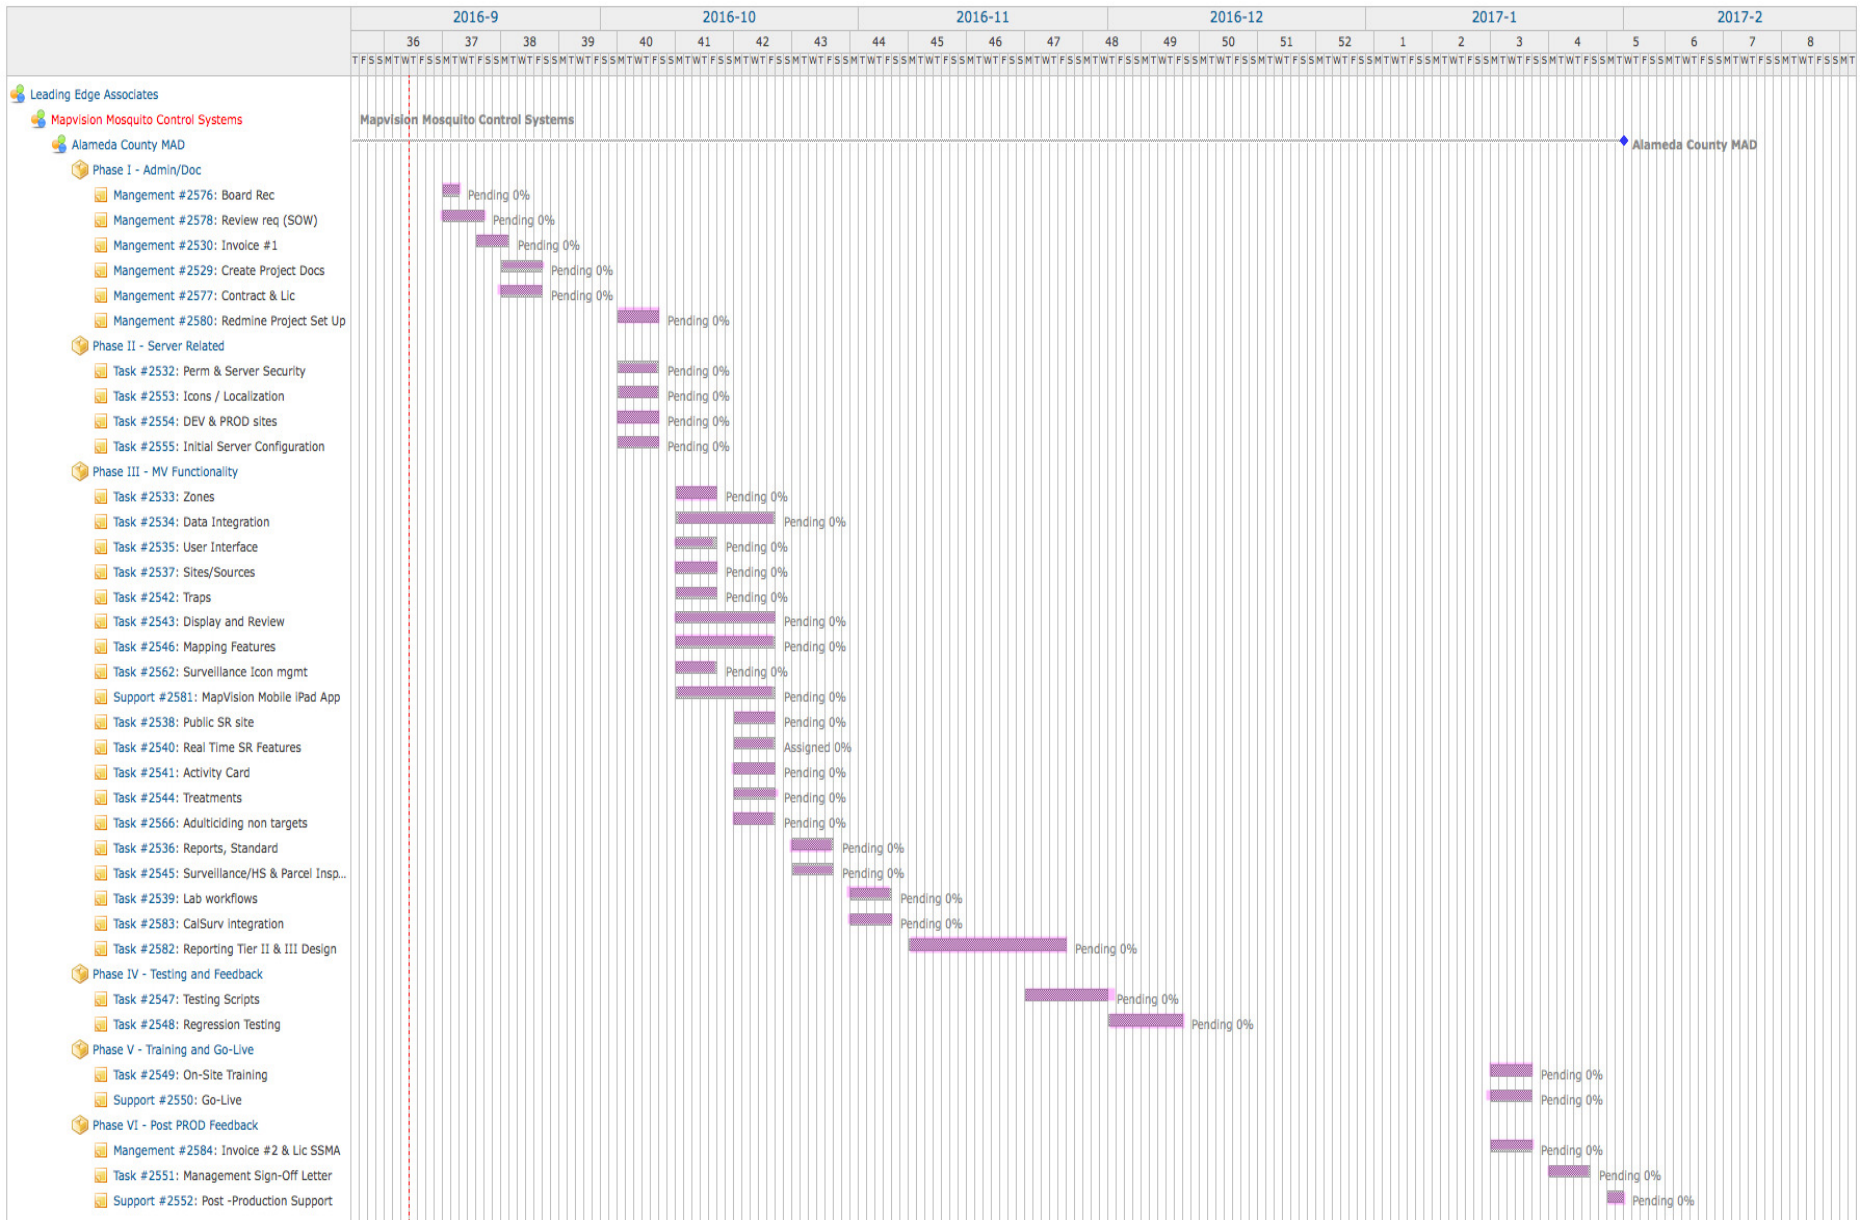 2016-9 2016-10 2016-11 2016-12 2017-1 2017-2
36 37 38 39 40 41 42 43 44 45 46 47 48 49 50 51 52 1 2 3 4 5 6 7 8
Leading Edge Associates
Mapvision Mosquito Control Systems Mapvision Mosquito Control Systems
Alameda County MAD Alameda County MAD
Phase I - Admin/Doc
Mangement #2576: Board Rec Pending 0%
Mangement #2578: Review req (SOW) Pending 0%
Mangement #2530: Invoice #1 Pending 0%
Mangement #2529: Create Project Docs Pending 0%
Mangement #2577: Contract & Lic Pending 0%
Mangement #2580: Redmine Project Set Up Pending 0%
Phase II - Server Related
Task #2532: Perm & Server Security Pending 0%
Task #2553: Icons / Localization Pending 0%
Task #2554: DEV & PROD sites Pending 0%
Task #2555: Initial Server Configuration Pending 0%
Phase III - MV Functionality
Task #2533: Zones Pending 0%
Task #2534: Data Integration Pending 0%
Task #2535: User Interface Pending 0%
Task #2537: Sites/Sources Pending 0%
Task #2542: Traps Pending 0%
Task #2543: Display and Review Pending 0%
Task #2546: Mapping Features Pending 0%
Task #2562: Surveillance Icon mgmt Pending 0%
Support #2581: MapVision Mobile iPad App Pending 0%
Task #2538: Public SR site Pending 0%
Task #2540: Real Time SR Features Assigned 0%
Task #2541: Activity Card Pending 0%
Task #2544: Treatments Pending 0%
Task #2566: Adulticiding non targets Pending 0%
Task #2536: Reports, Standard Pending 0%
Task #2545: Surveillance/HS & Parcel Insp... Pending 0%
Task #2539: Lab workflows Pending 0%
Task #2583: CalSurv integration Pending 0%
Task #2582: Reporting Tier II & III Design Pending 0%
Phase IV - Testing and Feedback
Task #2547: Testing Scripts Pending 0%
Task #2548: Regression Testing Pending 0%
Phase V - Training and Go-Live
Task #2549: On-Site Training Pending 0%
Support #2550: Go-Live Pending 0%
Phase VI - Post PROD Feedback
Mangement #2584: Invoice #2 & Lic SSMA Pending 0%
Task #2551: Management Sign-Off Letter Pending 0%
Support #2552: Post -Production Support Pending 0%